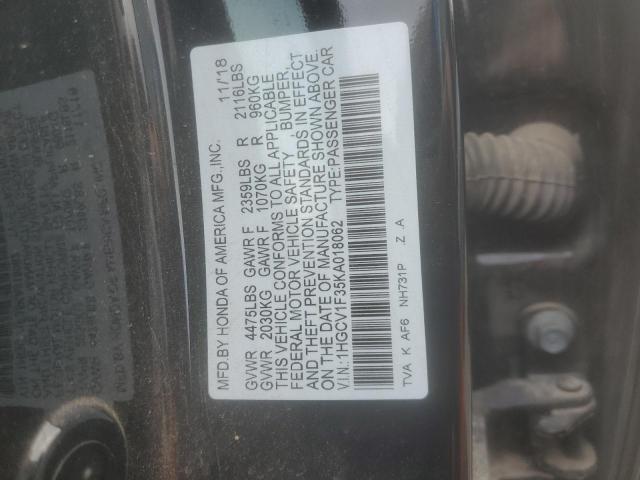 MFD.BY HONDA OF AMERICA MFG.,INC. 11/18
GVWR 4475LBS GAWR F 2359LBS R 2116LBS
GVWR 2030KG GAWR F 1070KG R 960KG
THIS VEHICLE CONFORMS TO ALL APPLICABLE
FEDERAL MOTOR VEHICLE SAFETY, BUMPER,
AND THEFT PREVENTION STANDARDS IN EFFECT
ON THE DATE OF MANUFACTURE SHOWN ABOVE.
V.I.N.: 1HGCV1F35KA018062 TYPE:PASSENGER CAR
TVA K AF6 NH731P .Z .A